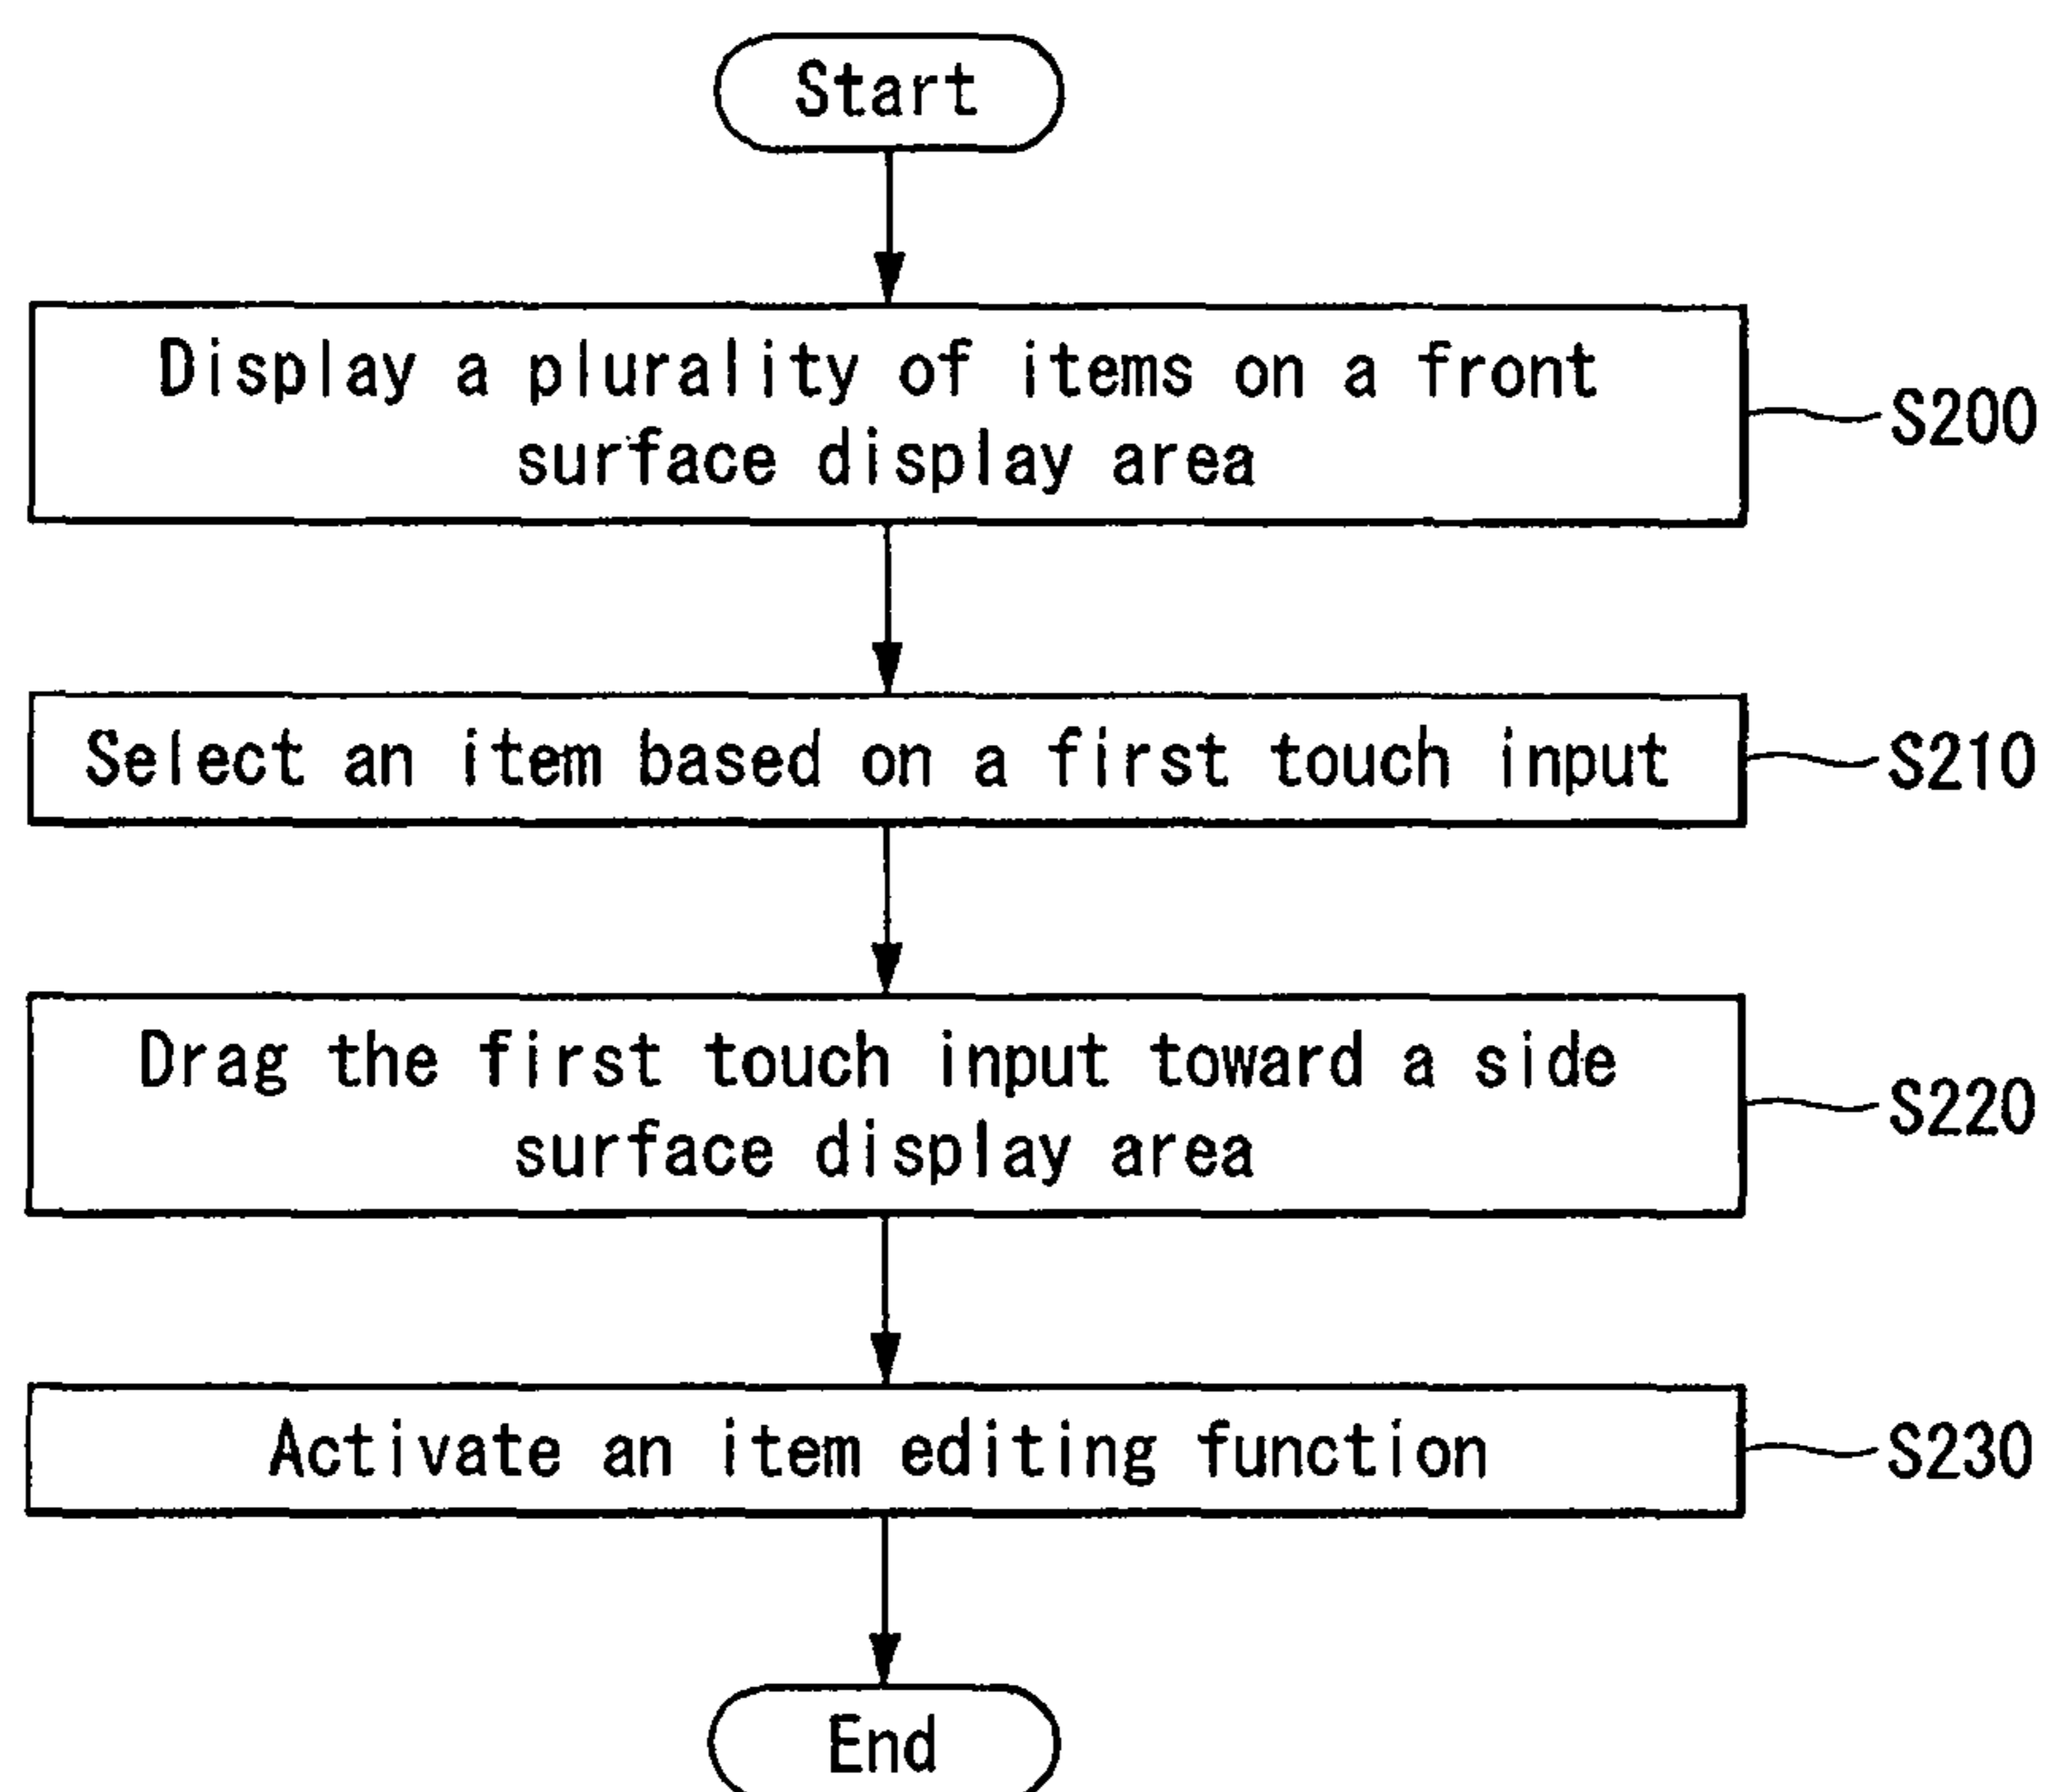 Start
Display a plurality of items on a front
surface display area
S200
Select an item based on a first touch input
S210
Drag the first touch input toward a side
surface display area
S220
Activate an item editing function
S230
End